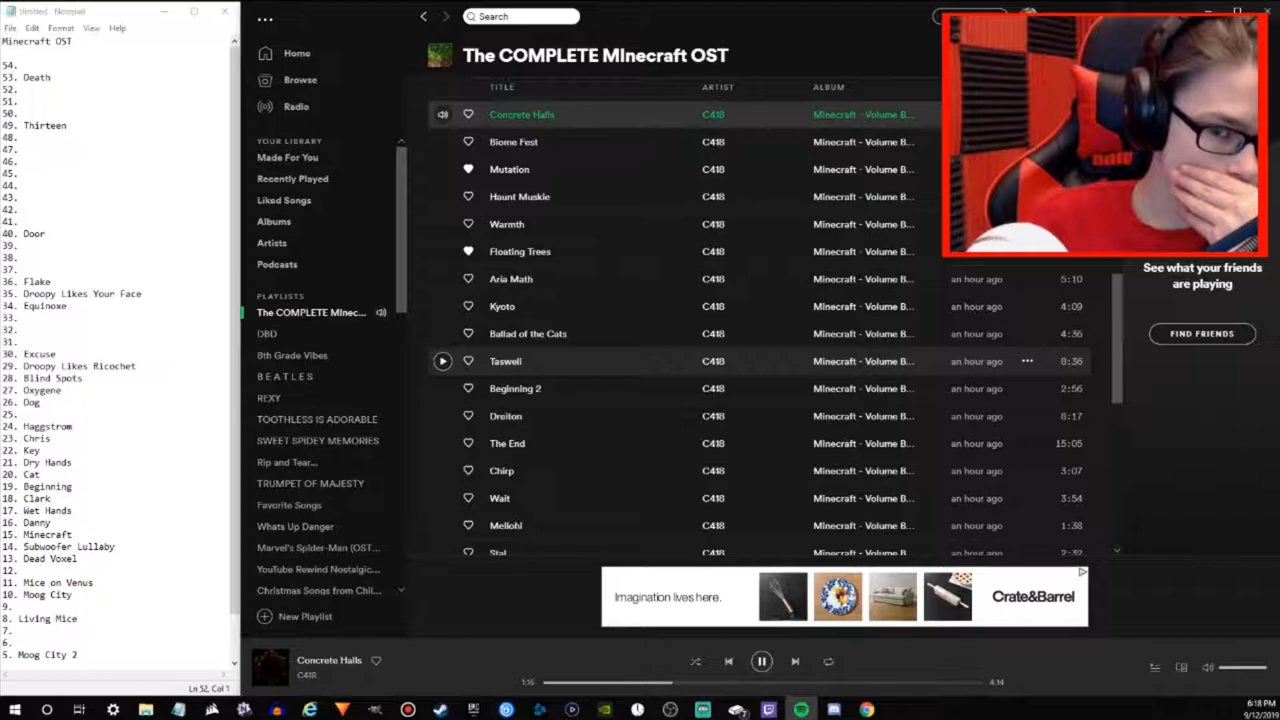 Untitled - Notepad
File Edit Format View Help
Minecraft OST
54.
53. Death
52.
51.
50.
49. Thirteen
48.
47.
46.
45.
44.
43.
42.
41.
40. Door
39.
38.
37.
36. Flake
35. Droopy Likes Your Face
34. Equinoxe
33.
32.
31.
30. Excuse
29. Droopy Likes Ricochet
28. Blind Spots
27. Oxygene
26. Dog
25.
24. Haggstrom
23. Chris
22. Key
21. Dry Hands
20. Cat
19. Beginning
18. Clark
17. Wet Hands
16. Danny
15. Minecraft
14. Subwoofer Lullaby
13. Dead Voxel
12.
11. Mice on Venus
10. Moog City
9.
8. Living Mice
7.
6.
5. Moog City 2
Ln 52, Col 1
Home
Browse
Radio
YOUR LIBRARY
Made For You
Recently Played
Liked Songs
Albums
Artists
Podcasts
PLAYLISTS
The COMPLETE MInec...
DBD
8th Grade Vibes
B E A T L E S
REXY
TOOTHLESS IS ADORABLE
SWEET SPIDEY MEMORIES
Rip and Tear...
TRUMPET OF MAJESTY
Favorite Songs
Whats Up Danger
Marvel's Spider-Man (OST...
YouTube Rewind Nostalgic...
Christmas Songs from Chil...
New Playlist
Search
The COMPLETE MInecraft OST
TITLE ARTIST ALBUM
Concrete Halls C418 Minecraft - Volume B...
Biome Fest C418 Minecraft - Volume B...
Mutation C418 Minecraft - Volume B...
Haunt Muskie C418 Minecraft - Volume B...
Warmth C418 Minecraft - Volume B...
Floating Trees C418 Minecraft - Volume B...
Aria Math C418 Minecraft - Volume B... an hour ago 5:10
Kyoto C418 Minecraft - Volume B... an hour ago 4:09
Ballad of the Cats C418 Minecraft - Volume B... an hour ago 4:36
Taswell C418 Minecraft - Volume B... an hour ago 8:36
Beginning 2 C418 Minecraft - Volume B... an hour ago 2:56
Dreiton C418 Minecraft - Volume B... an hour ago 8:17
The End C418 Minecraft - Volume B... an hour ago 15:05
Chirp C418 Minecraft - Volume B... an hour ago 3:07
Wait C418 Minecraft - Volume B... an hour ago 3:54
Mellohi C418 Minecraft - Volume B... an hour ago 1:38
Stal C418 Minecraft - Volume B... an hour ago 2:32
See what your friends
are playing
FIND FRIENDS
Imagination lives here.
Crate&Barrel
Concrete Halls
C418
1:16
4:14
6:18 PM
9/12/2019